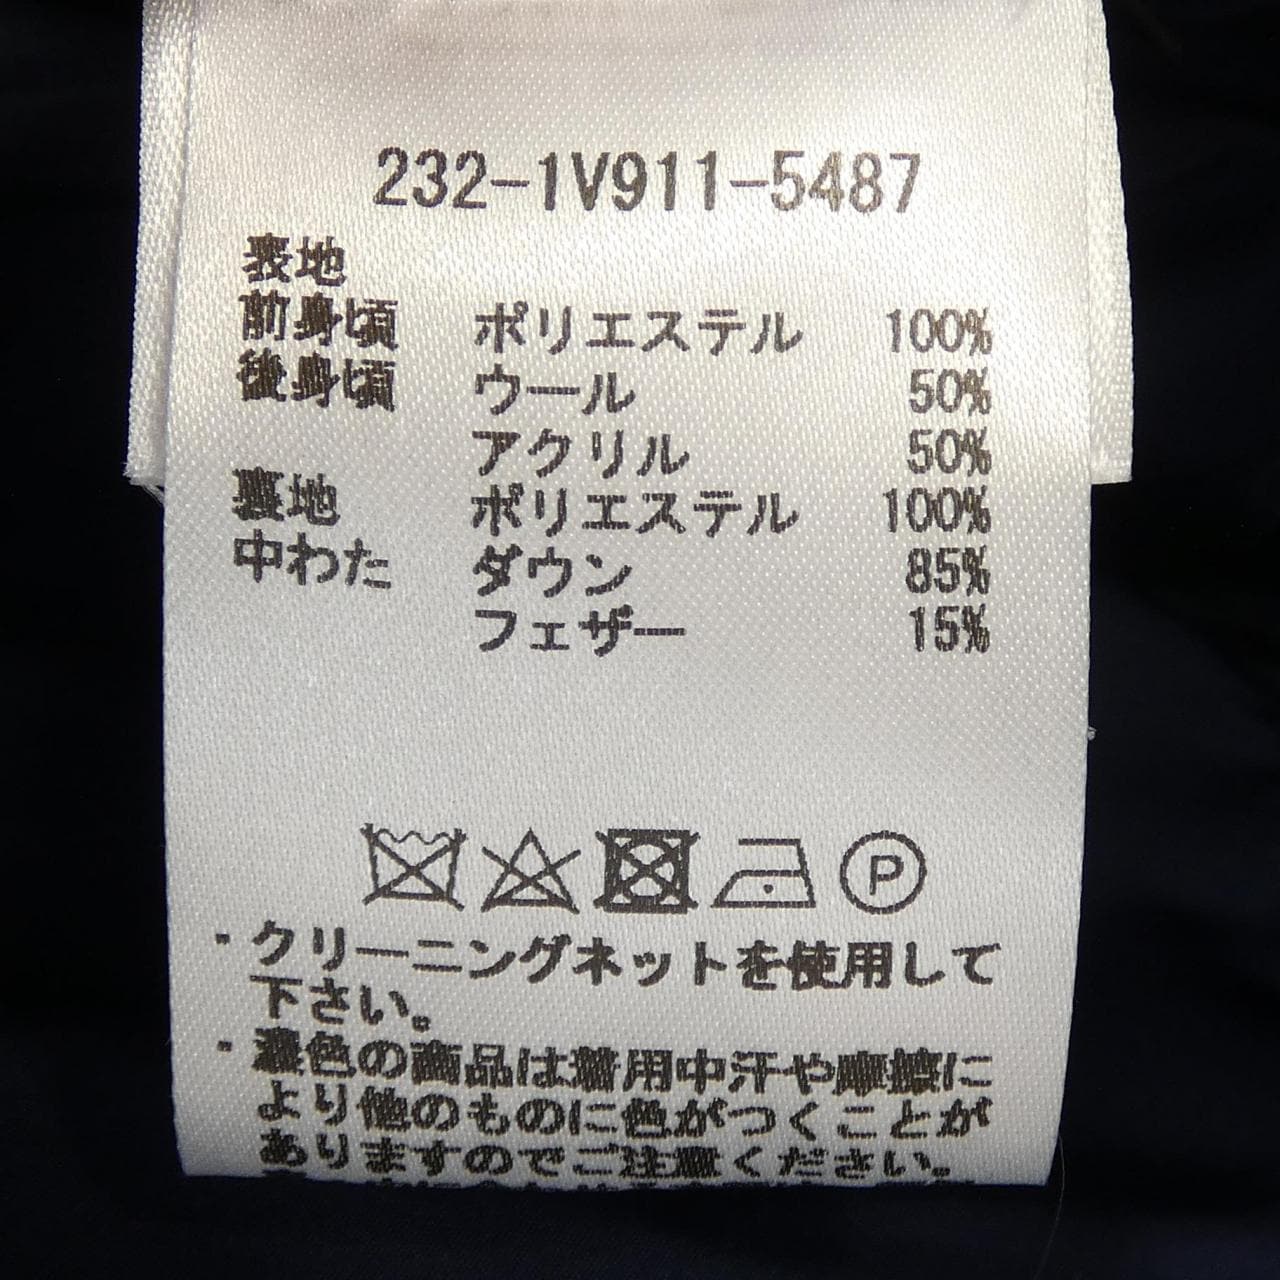 232-1V911-5487
表地
前身頃 ポリエステル 100%
後身頃 ウール 50%
アクリル 50%
裏地 ポリエステル 100%
中わた ダウン 85%
フェザー 15%
P
・クリーニングネットを使用して
下さい。
・濃色の商品は着用中汗や摩擦に
より他のものに色がつくことが
ありますのでご注意ください。